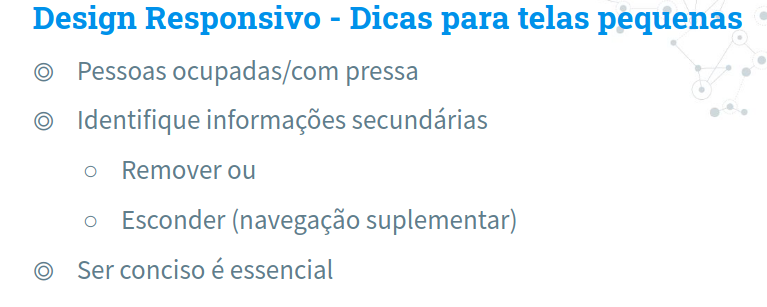 Design Responsivo - Dicas para telas pequenas
Pessoas ocupadas/com pressa
Identifique informações secundárias
Remover ou
Esconder (navegação suplementar)
Ser conciso é essencial